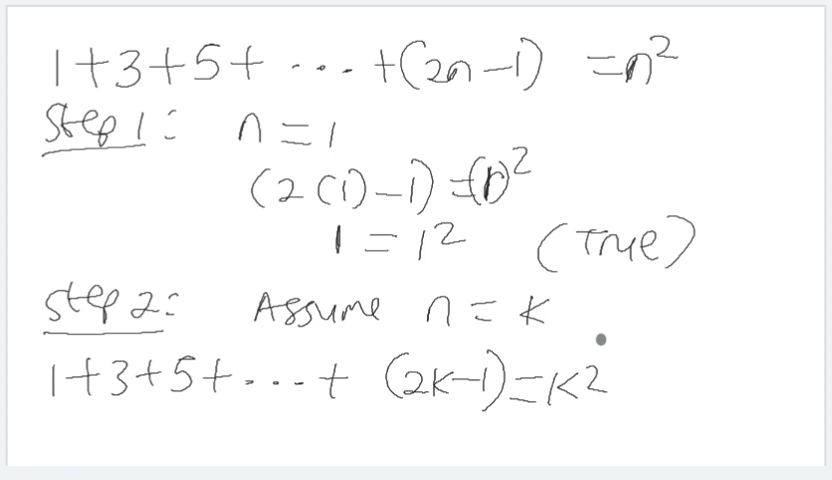 1+3+5+ ... +(2n-1) =n²
Step 1: n=1
(2(1)-1)=(1)²
1=1² (True)
Step 2: Assume n=k
1+3+5+...+ (2k-1)=k²